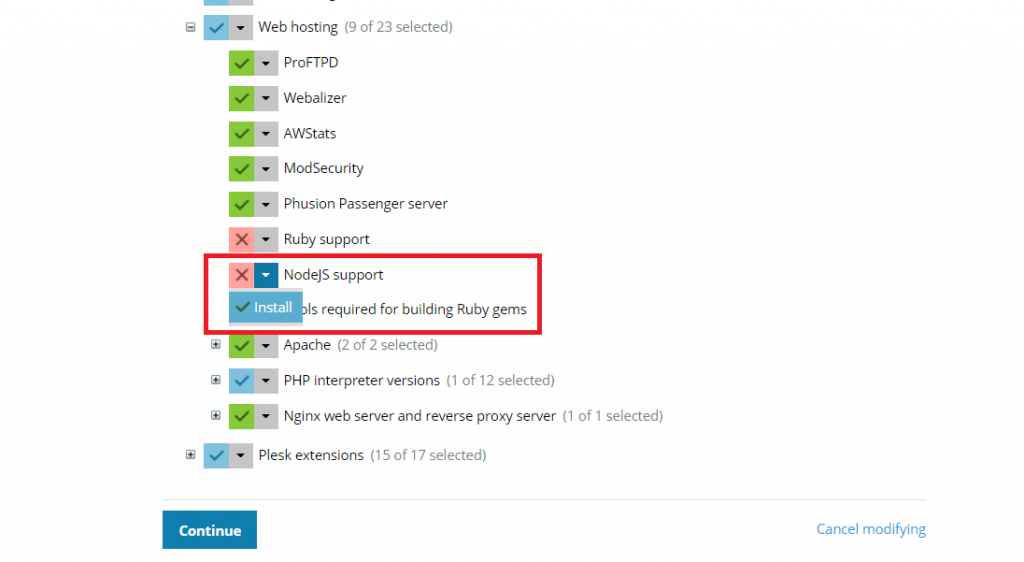 Web hosting (9 of 23 selected)
ProFTPD
Webalizer
AWStats
ModSecurity
Phusion Passenger server
Ruby support
NodeJS support
Install ols required for building Ruby gems
Apache (2 of 2 selected)
PHP interpreter versions (1 of 12 selected)
Nginx web server and reverse proxy server (1 of 1 selected)
Plesk extensions (15 of 17 selected)
Continue
Cancel modifying